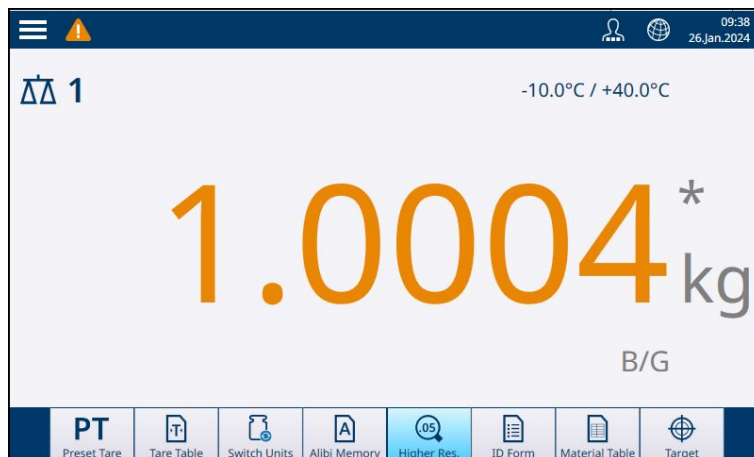 09:38
26.Jan.2024
1
-10.0°C / +40.0°C
1.0004
*
kg
B/G
PT
Preset Tare
T
Tare Table
Switch Units
A
Alibi Memory
.05
Higher Res.
ID Form
Material Table
Target